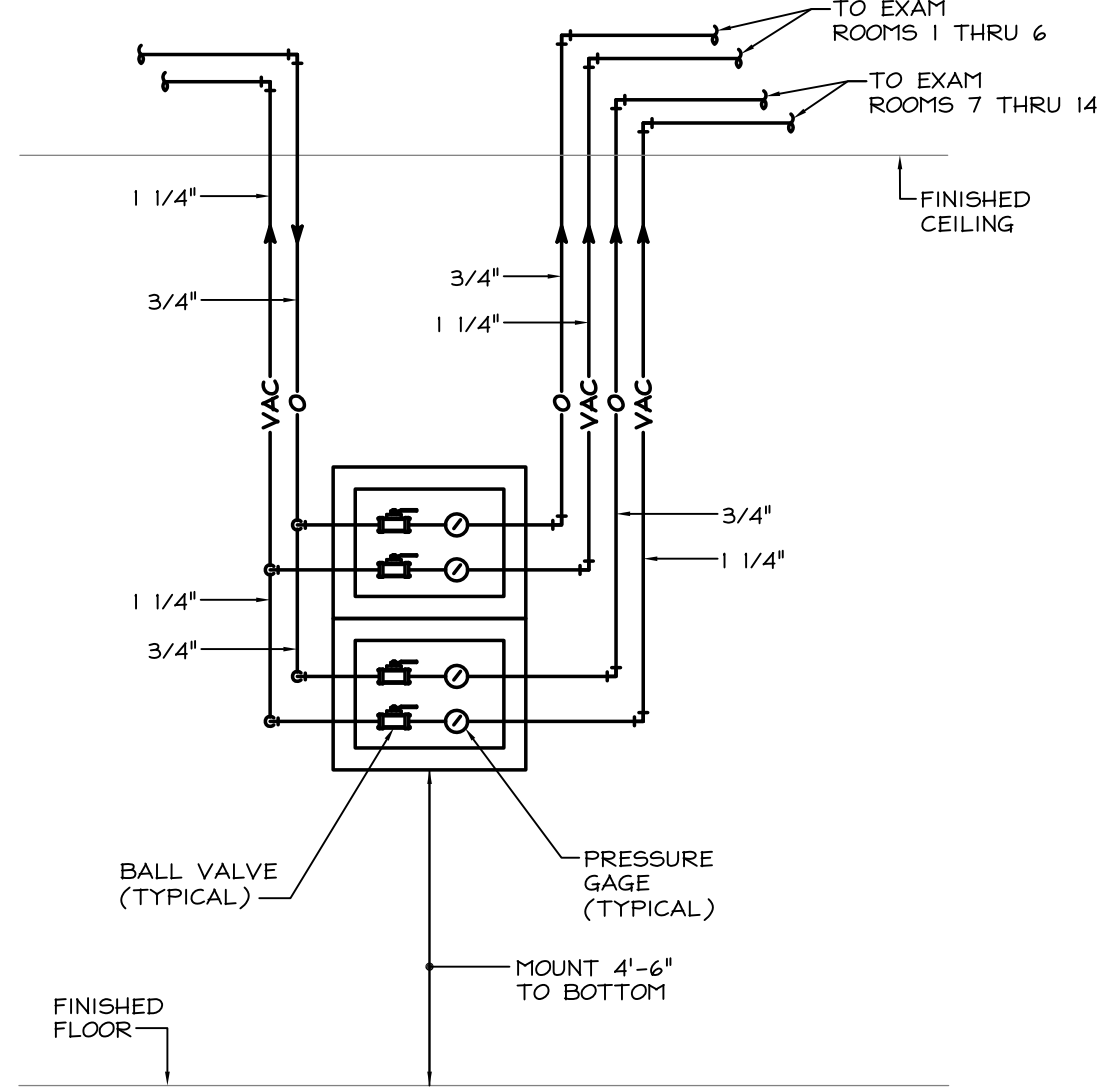 TO EXAM
ROOMS 1 THRU 6
TO EXAM
ROOMS 7 THRU 14
1 1/4"
FINISHED
CEILING
3/4"
3/4"
1 1/4"
VAC
O
O
VAC
O
VAC
3/4"
1 1/4"
1 1/4"
3/4"
BALL VALVE
(TYPICAL)
PRESSURE
GAGE
(TYPICAL)
MOUNT 4'-6"
TO BOTTOM
FINISHED
FLOOR